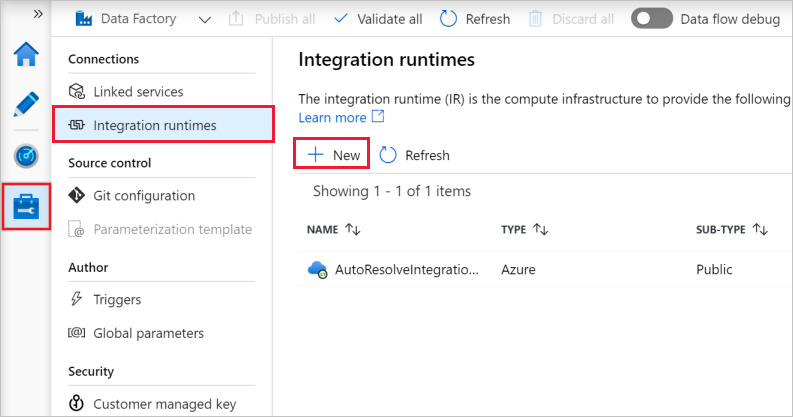 Data Factory Publish all Validate all Refresh Discard all Data flow debug
Connections
Linked services
Integration runtimes
Source control
Git configuration
Parameterization template
Author
Triggers
Global parameters
Security
Customer managed key
Integration runtimes
The integration runtime (IR) is the compute infrastructure to provide the following
Learn more
New Refresh
Showing 1 - 1 of 1 items
NAME TYPE SUB-TYPE
AutoResolveIntegratio... Azure Public